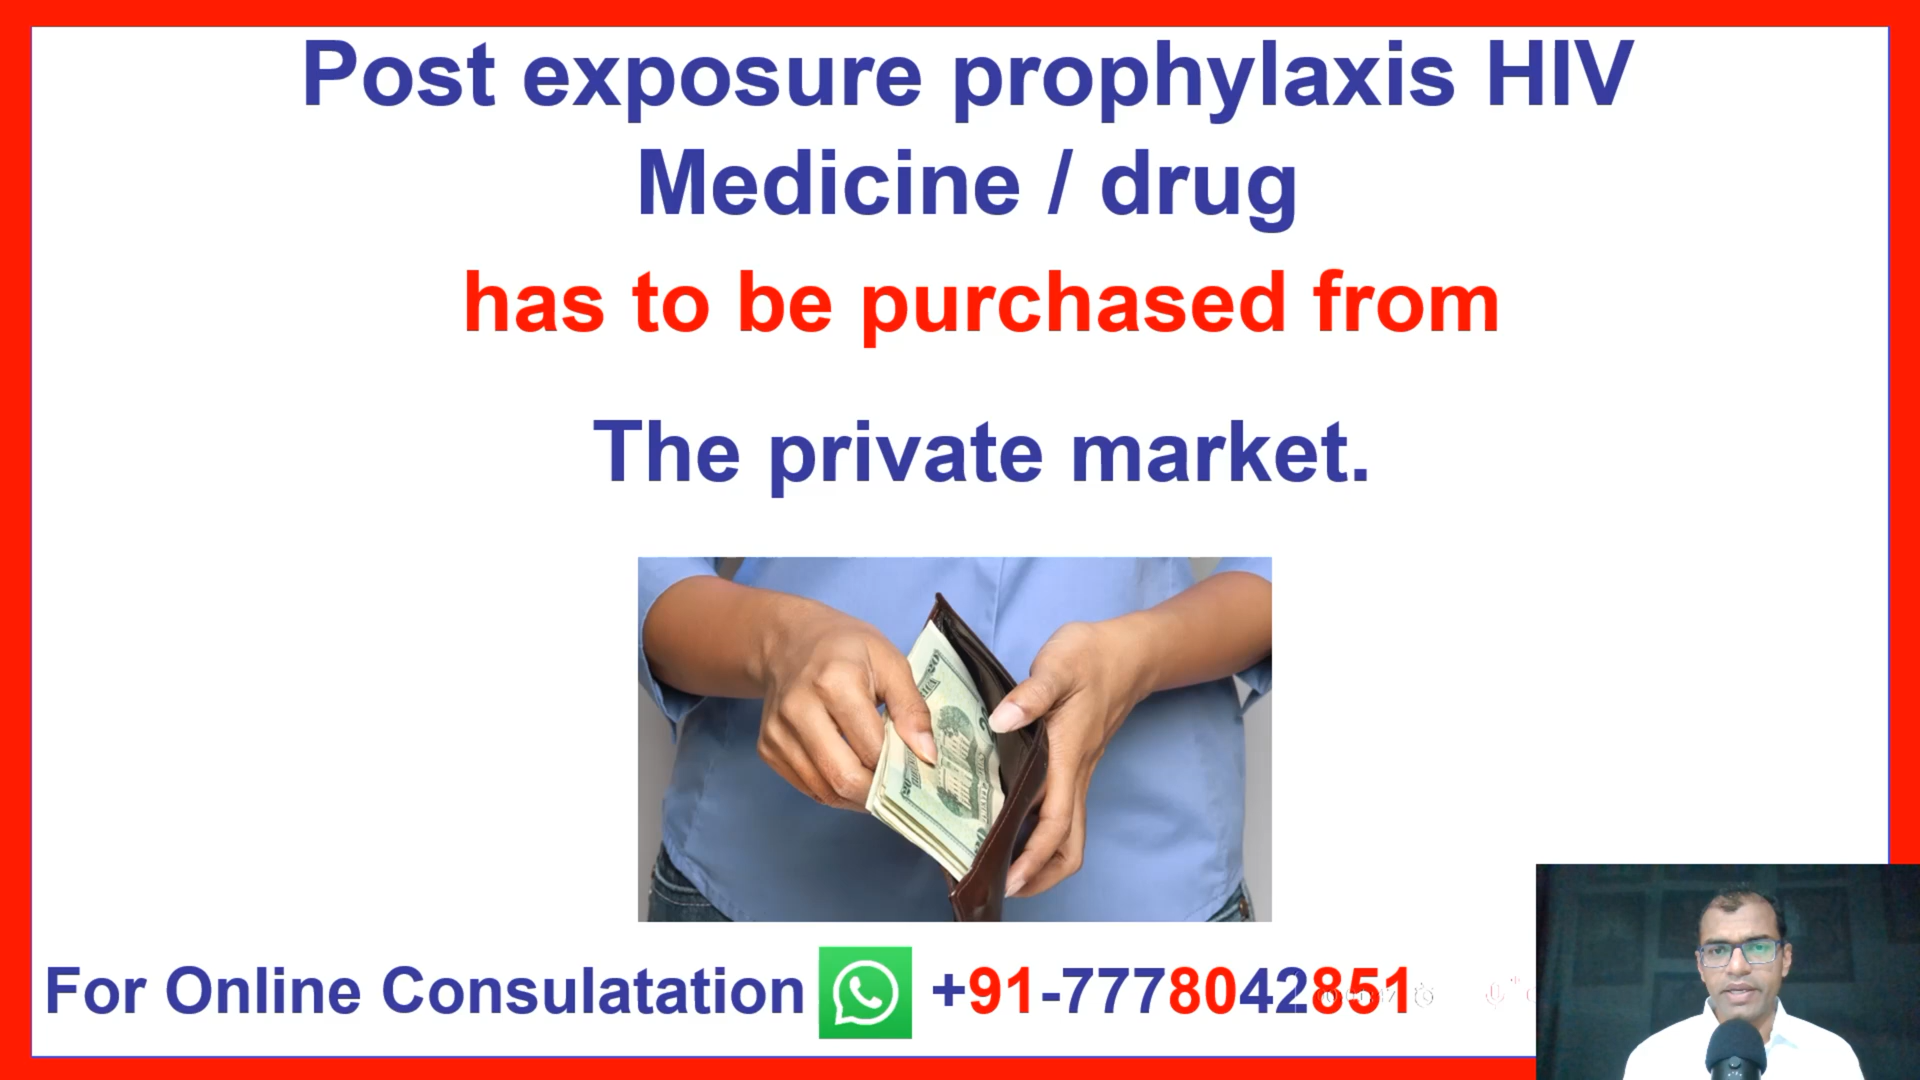 Post exposure prophylaxis HIV
Medicine / drug
has to be purchased from
The private market.
For Online Consulatation +91-7778042851